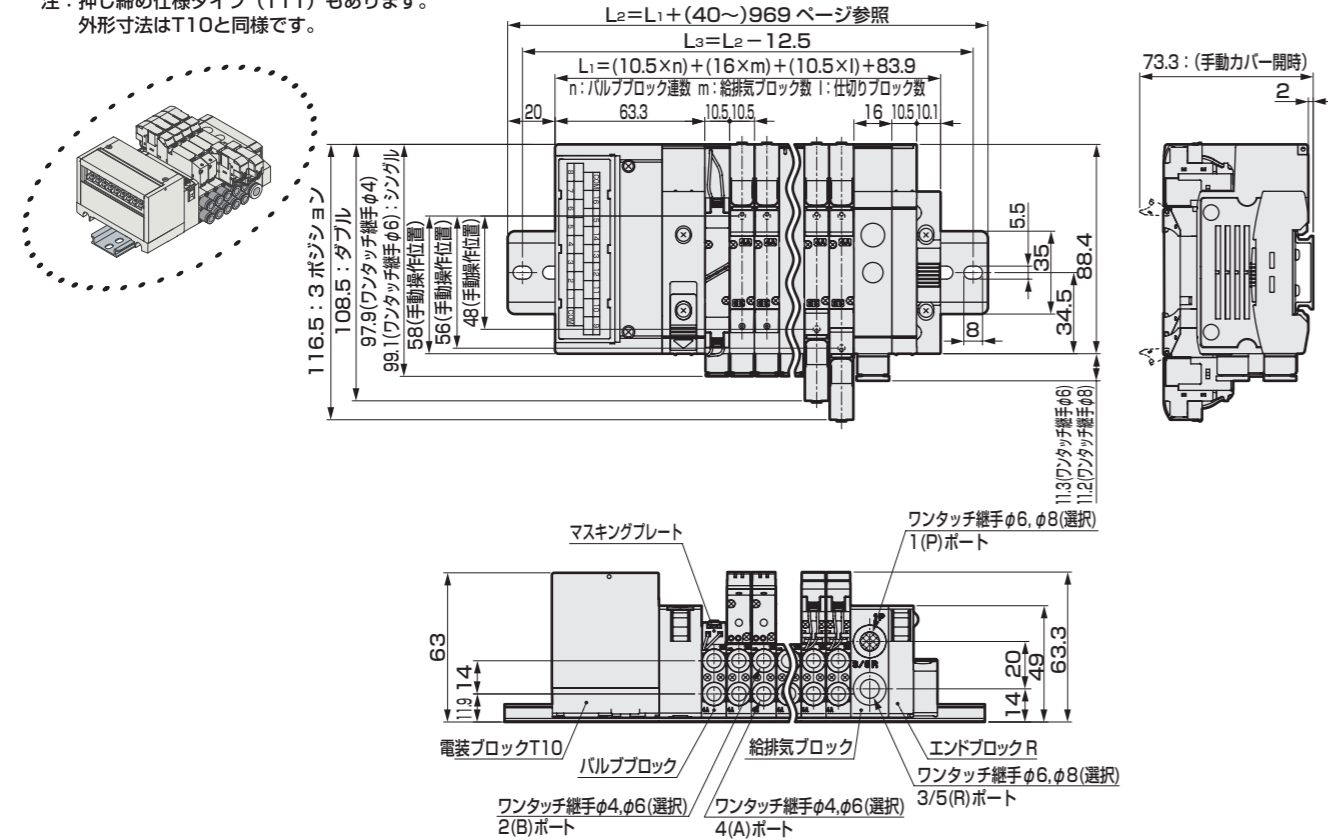 注：押し締め仕様タイプ（T11）もあります。
外形寸法はT10と同様です。
L2=L1+(40〜)969 ページ参照
L3=L2−12.5
L1=(10.5×n)+(16×m)+(10.5×l)+83.9
n：バルブブロック連数 m：給排気ブロック数 l：仕切りブロック数
20
63.3
10.5
10.5
16
10.5
10.1
116.5：3 ポジション
108.5：ダブル
97.9(ワンタッチ継手φ4)
99.1(ワンタッチ継手φ6)：シングル
58(手動操作位置)
56(手動操作位置)
48(手動操作位置)
5.5
35
34.5
88.4
8
11.3(ワンタッチ継手φ6)
11.2(ワンタッチ継手φ8)
73.3：(手動カバー開時)
2
マスキングプレート
ワンタッチ継手φ6, φ8(選択)
1(P)ポート
63
14
11.9
1P
3/5R
20
14
49
63.3
電装ブロックT10
バルブブロック
給排気ブロック
エンドブロック R
ワンタッチ継手φ6,φ8(選択)
3/5(R)ポート
ワンタッチ継手φ4,φ6(選択)
2(B)ポート
ワンタッチ継手φ4,φ6(選択)
4(A)ポート